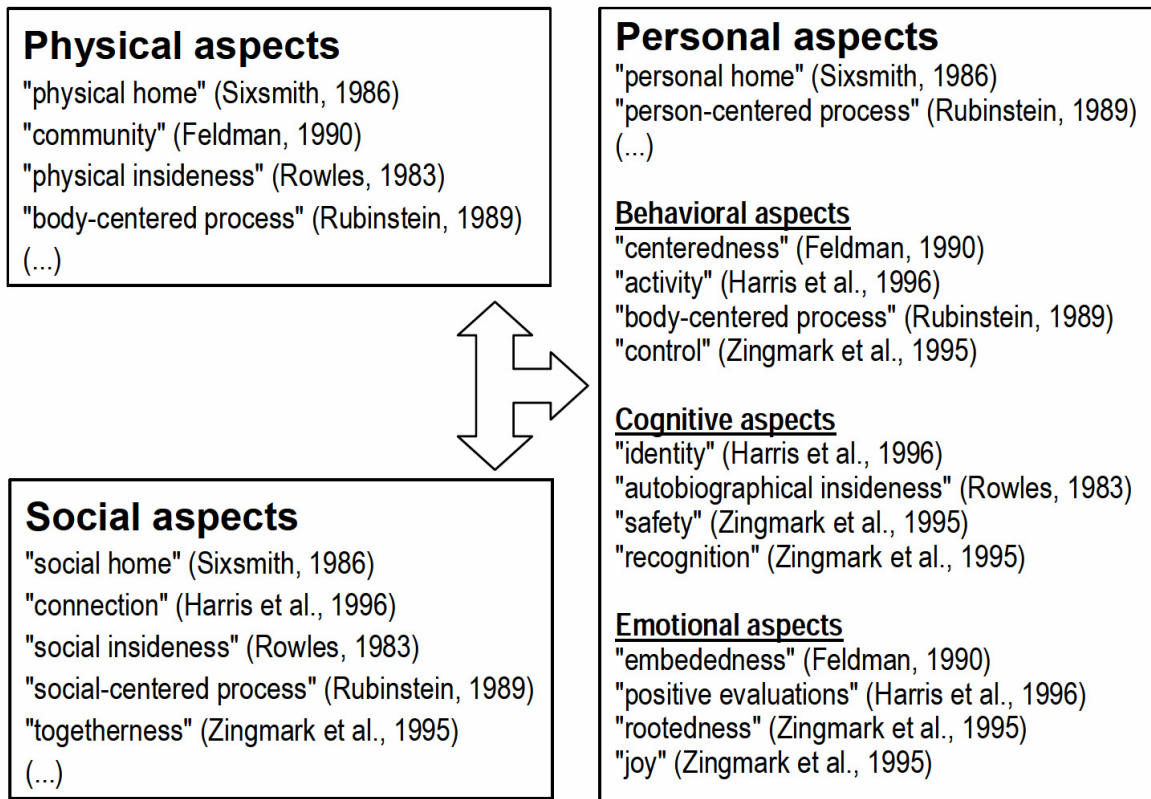 Physical aspects
"physical home" (Sixsmith, 1986)
"community" (Feldman, 1990)
"physical insideness" (Rowles, 1983)
"body-centered process" (Rubinstein, 1989)
(...)
Social aspects
"social home" (Sixsmith, 1986)
"connection" (Harris et al., 1996)
"social insideness" (Rowles, 1983)
"social-centered process" (Rubinstein, 1989)
"togetherness" (Zingmark et al., 1995)
(...)
Personal aspects
"personal home" (Sixsmith, 1986)
"person-centered process" (Rubinstein, 1989)
(...)
Behavioral aspects
"centeredness" (Feldman, 1990)
"activity" (Harris et al., 1996)
"body-centered process" (Rubinstein, 1989)
"control" (Zingmark et al., 1995)
Cognitive aspects
"identity" (Harris et al., 1996)
"autobiographical insideness" (Rowles, 1983)
"safety" (Zingmark et al., 1995)
"recognition" (Zingmark et al., 1995)
Emotional aspects
"embededness" (Feldman, 1990)
"positive evaluations" (Harris et al., 1996)
"rootedness" (Zingmark et al., 1995)
"joy" (Zingmark et al., 1995)